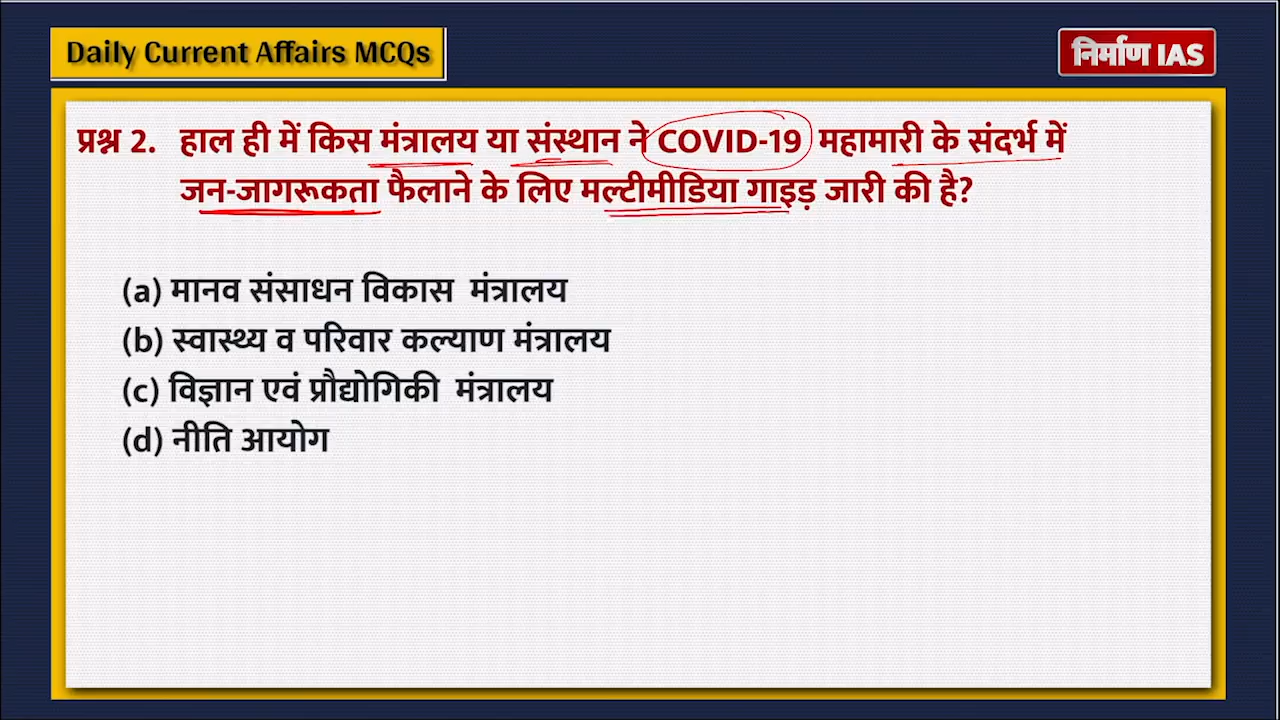 Daily Current Affairs MCQs
निर्माण IAS
प्रश्न 2. हाल ही में किस मंत्रालय या संस्थान ने COVID-19 महामारी के संदर्भ में
जन-जागरूकता फैलाने के लिए मल्टीमीडिया गाइड़ जारी की है?
(a) मानव संसाधन विकास मंत्रालय
(b) स्वास्थ्य व परिवार कल्याण मंत्रालय
(c) विज्ञान एवं प्रौद्योगिकी मंत्रालय
(d) नीति आयोग